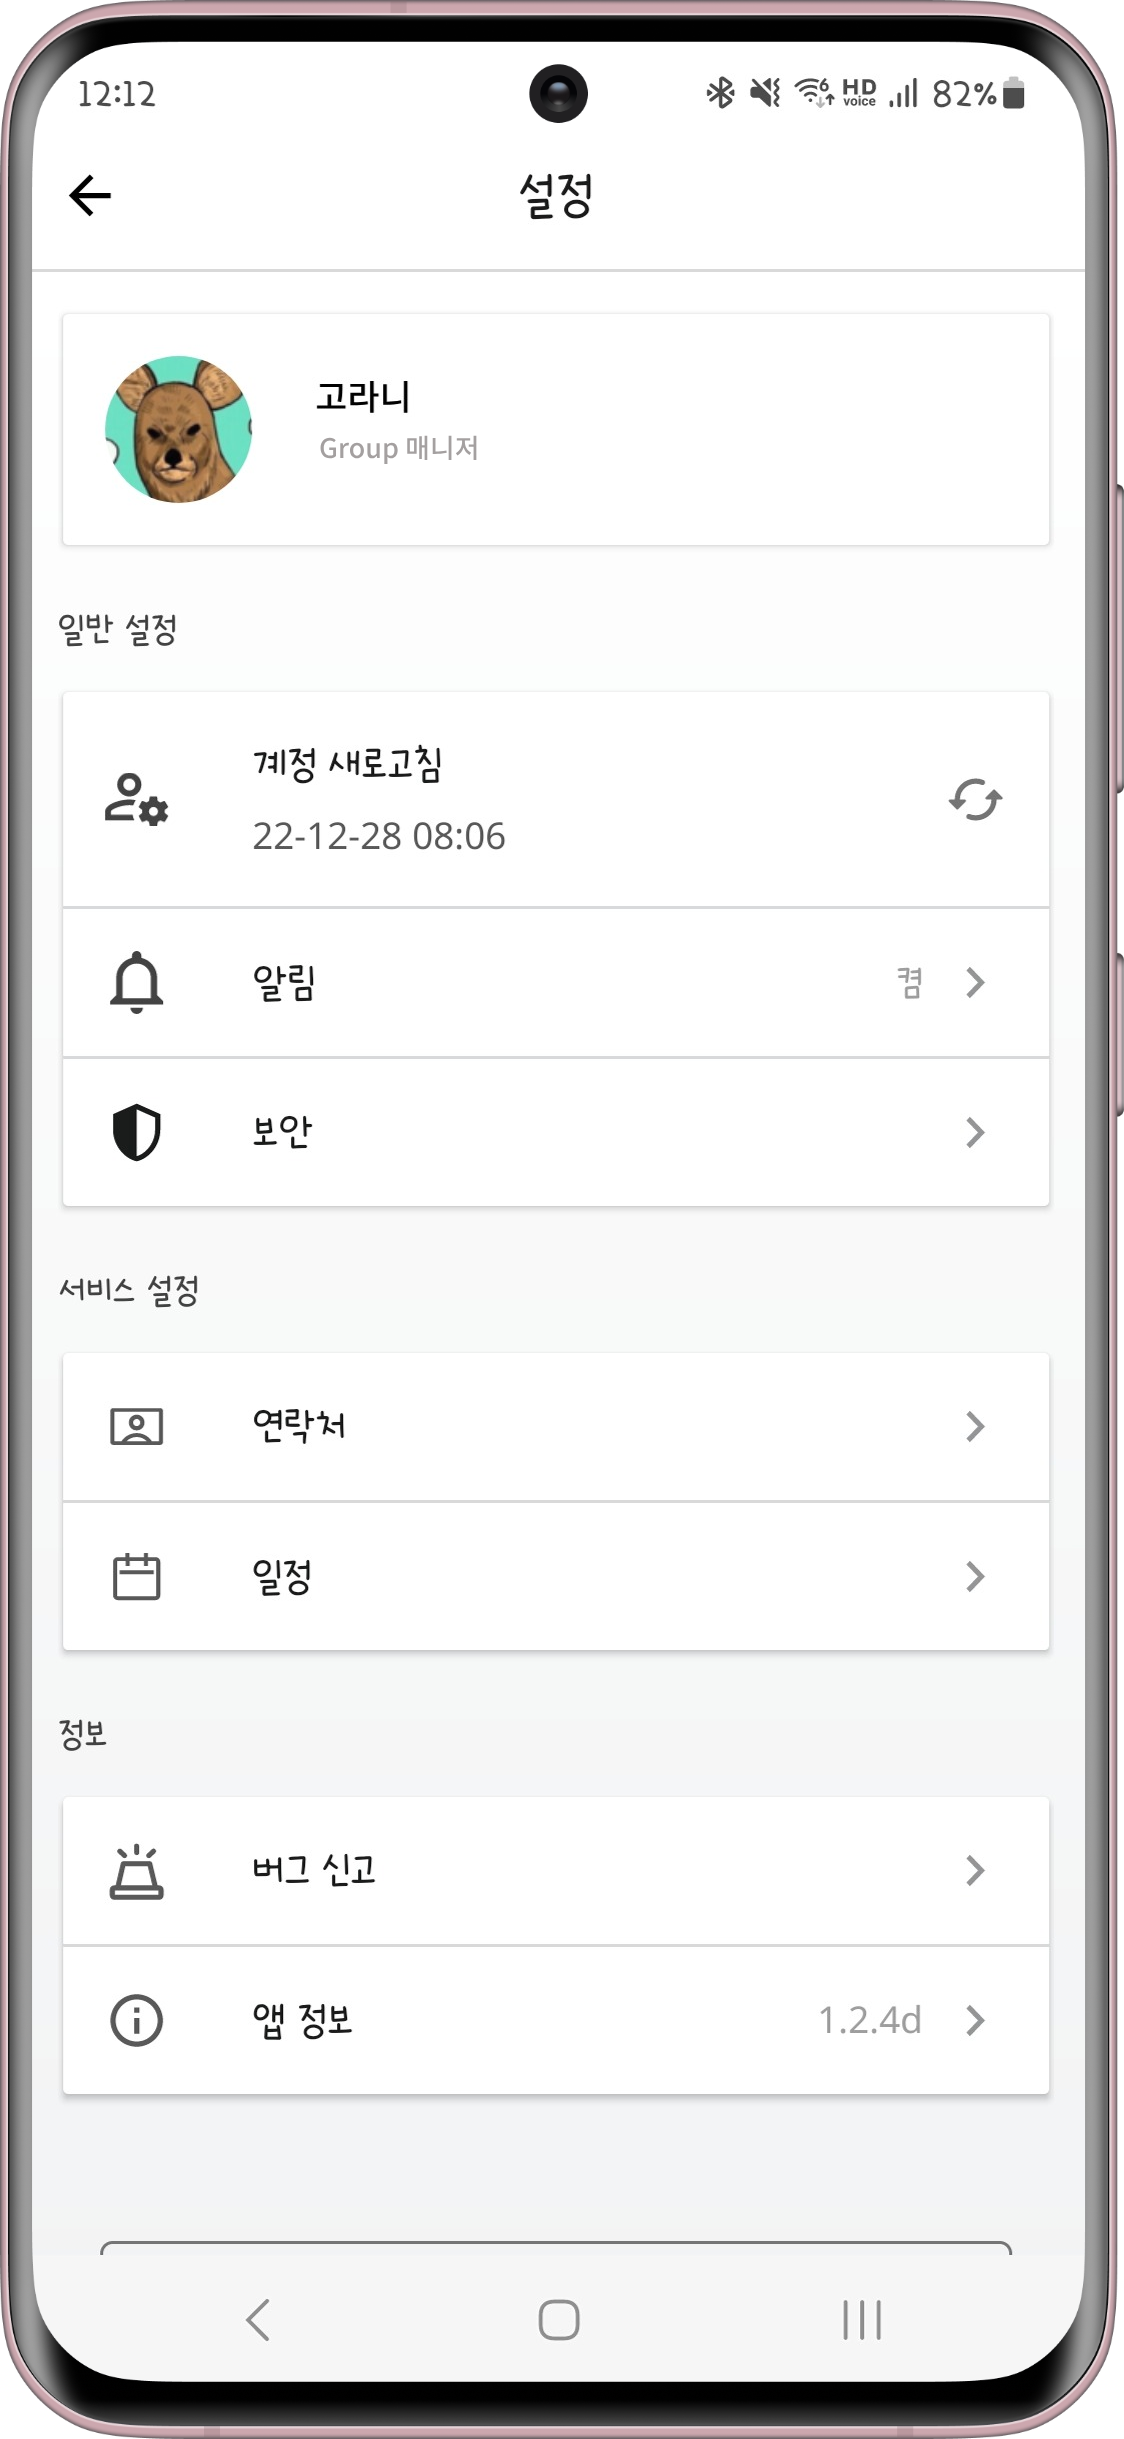 12:12
HD voice
82%
설정
고라니
Group 매니저
일반 설정
계정 새로고침
22-12-28 08:06
알림
켬
보안
서비스 설정
연락처
일정
정보
버그 신고
앱 정보
1.2.4d